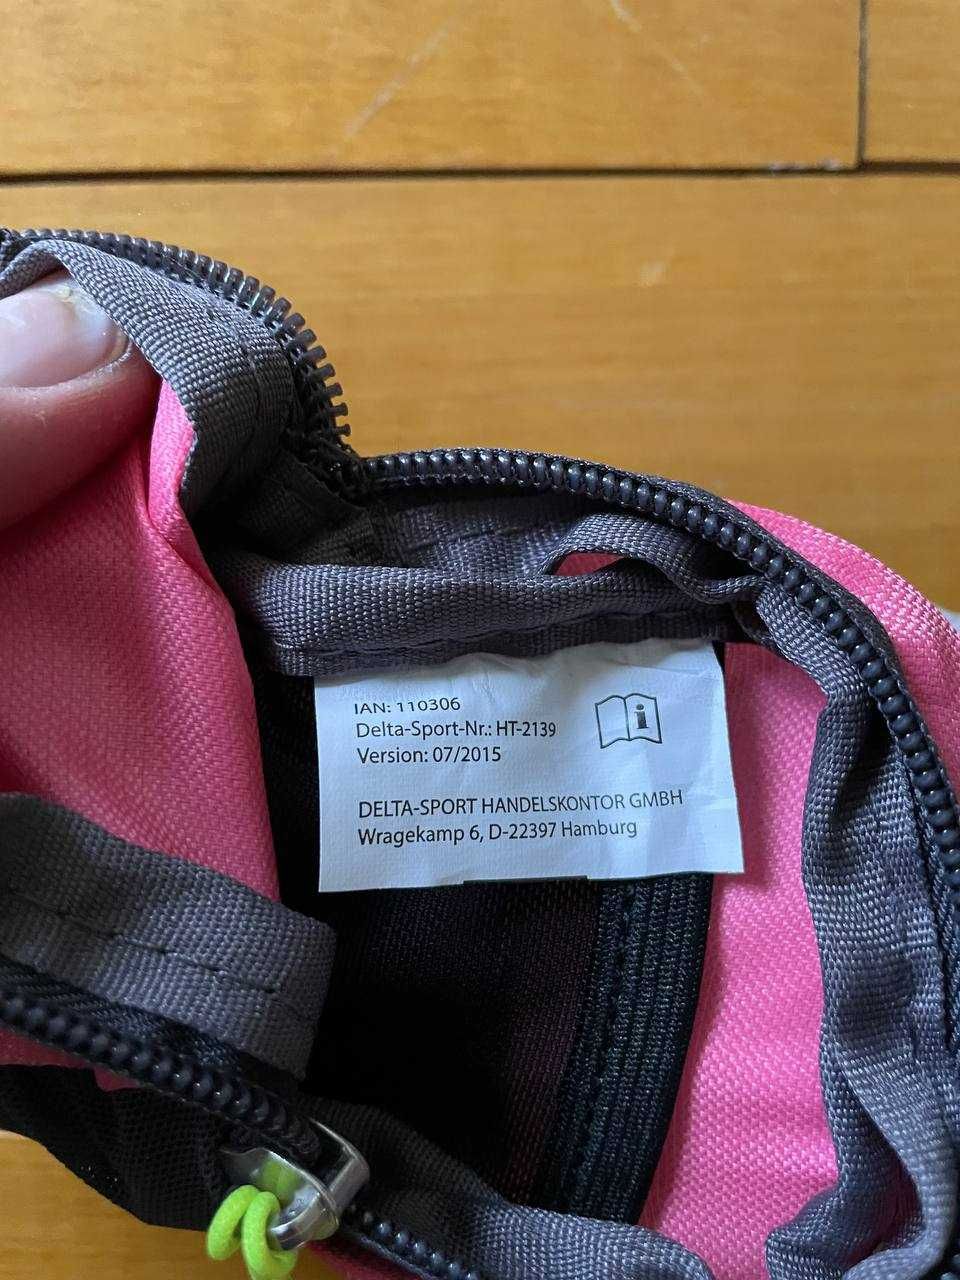 IAN: 110306
Delta-Sport-Nr.: HT-2139
Version: 07/2015
i
DELTA-SPORT HANDELSKONTOR GMBH
Wragekamp 6, D-22397 Hamburg